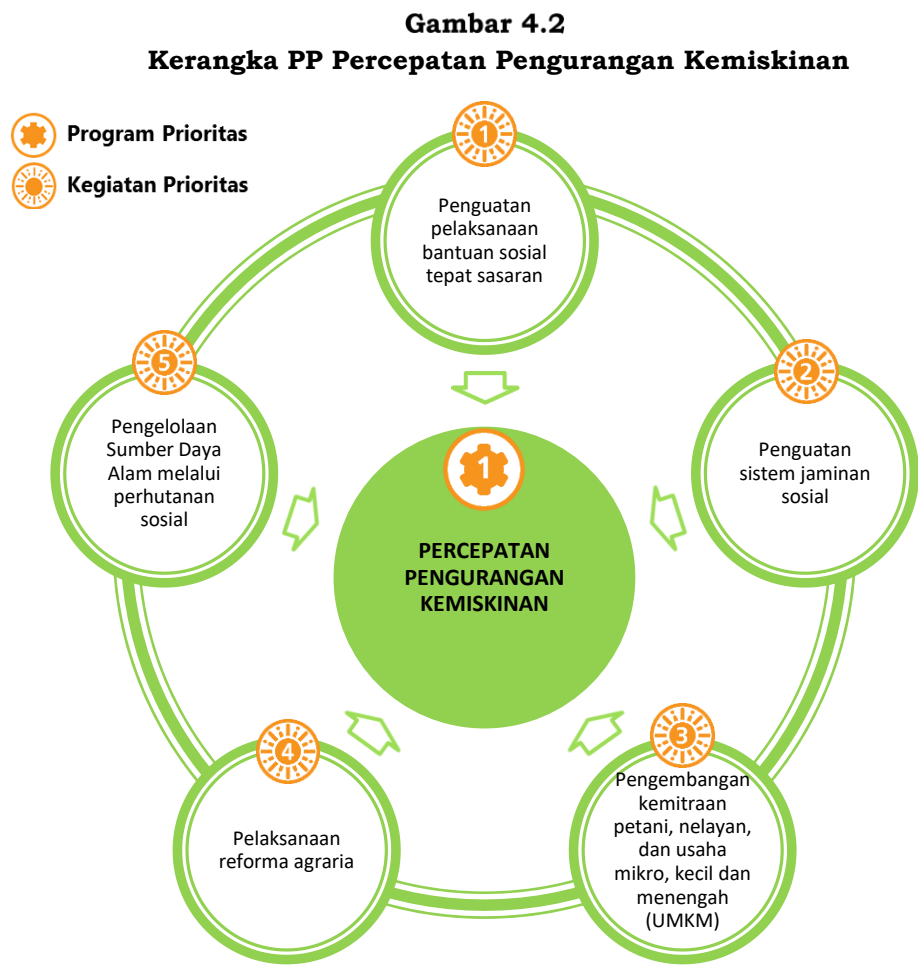 Gambar 4.2
Kerangka PP Percepatan Pengurangan Kemiskinan
Program Prioritas
Kegiatan Prioritas
1
Penguatan
pelaksanaan
bantuan sosial
tepat sasaran
2
Penguatan
sistem jaminan
sosial
3
Pengembangan
kemitraan
petani, nelayan,
dan usaha
mikro, kecil dan
menengah
(UMKM)
4
Pelaksanaan
reforma agraria
5
Pengelolaan
Sumber Daya
Alam melalui
perhutanan
sosial
1
PERCEPATAN
PENGURANGAN
KEMISKINAN